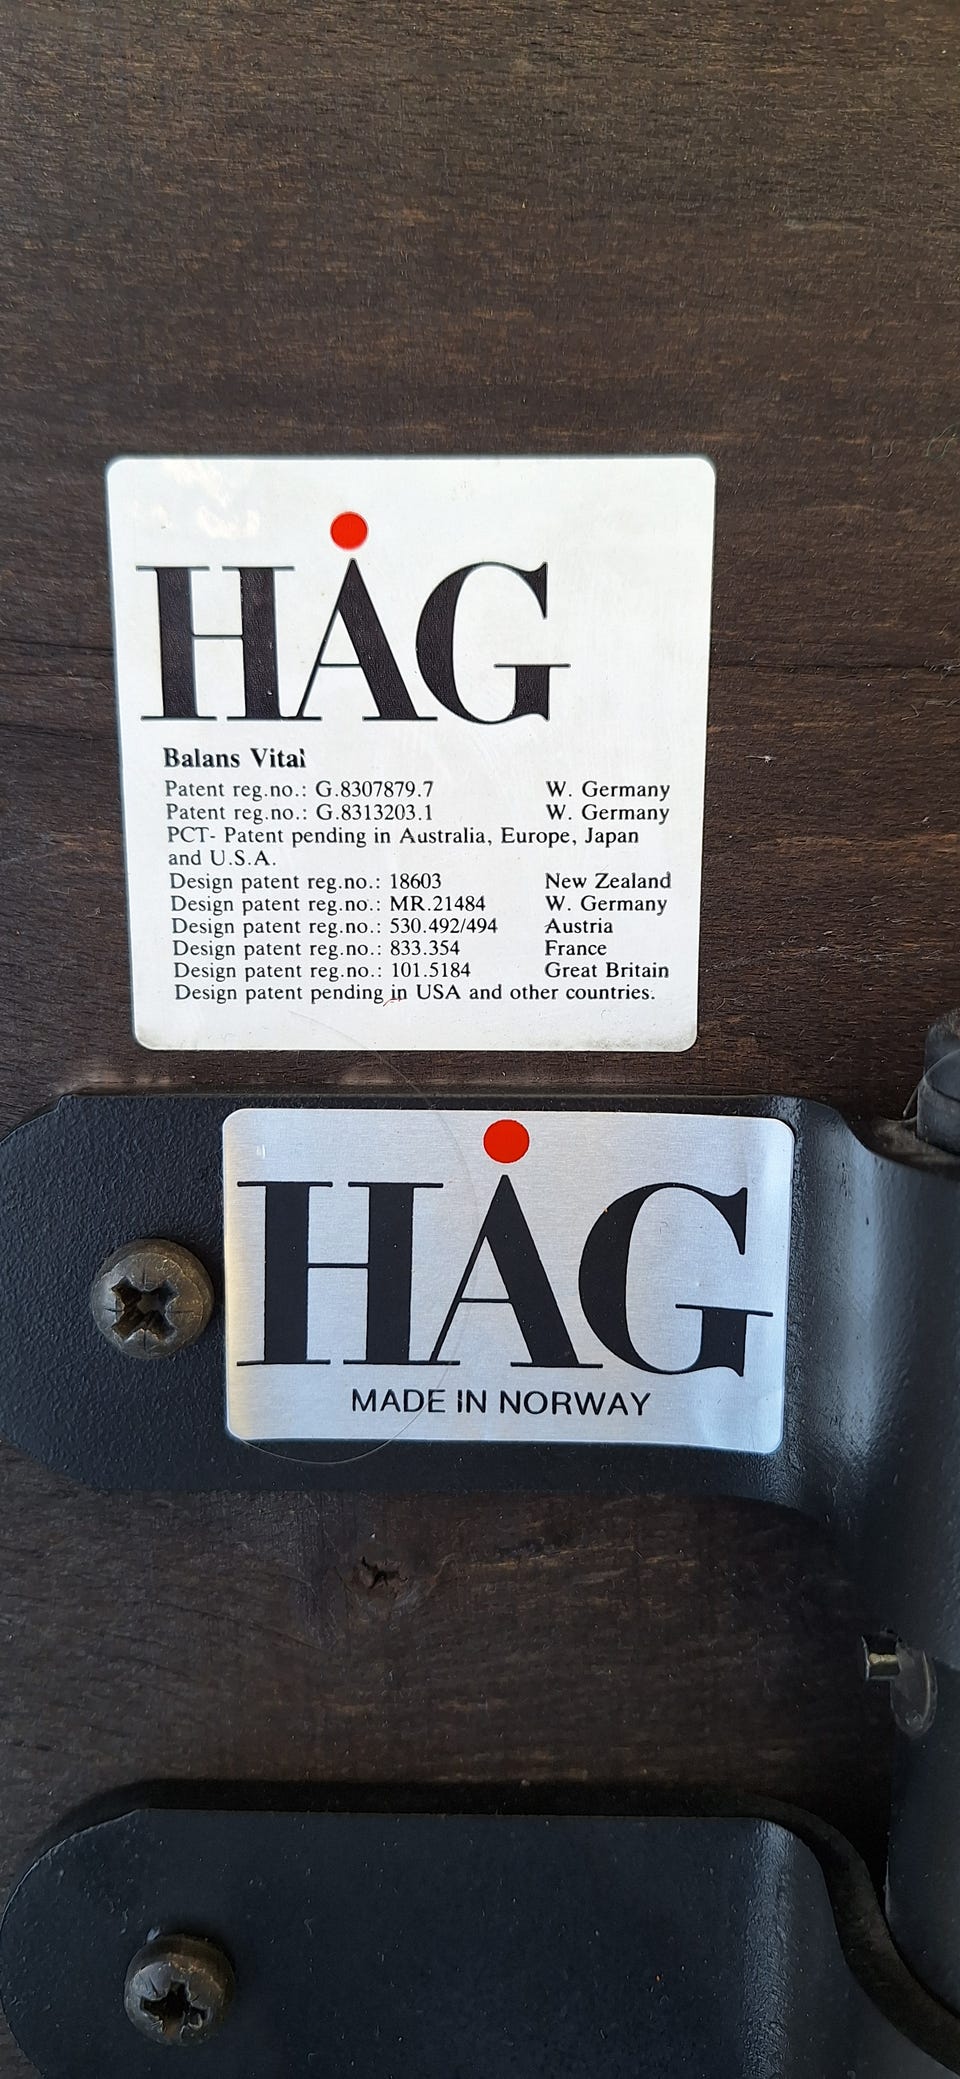 HÅG
Balans Vital
Patent reg.no.: G.8307879.7 W. Germany
Patent reg.no.: G.8313203.1 W. Germany
PCT- Patent pending in Australia, Europe, Japan
and U.S.A.
Design patent reg.no.: 18603 New Zealand
Design patent reg.no.: MR.21484 W. Germany
Design patent reg.no.: 530.492/494 Austria
Design patent reg.no.: 833.354 France
Design patent reg.no.: 101.5184 Great Britain
Design patent pending in USA and other countries.
HÅG
MADE IN NORWAY